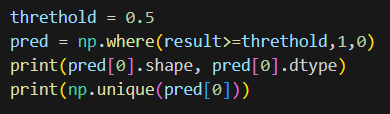 threthold = 0.5
pred = np.where(result>=threthold,1,0)
print(pred[0].shape, pred[0].dtype)
print(np.unique(pred[0]))